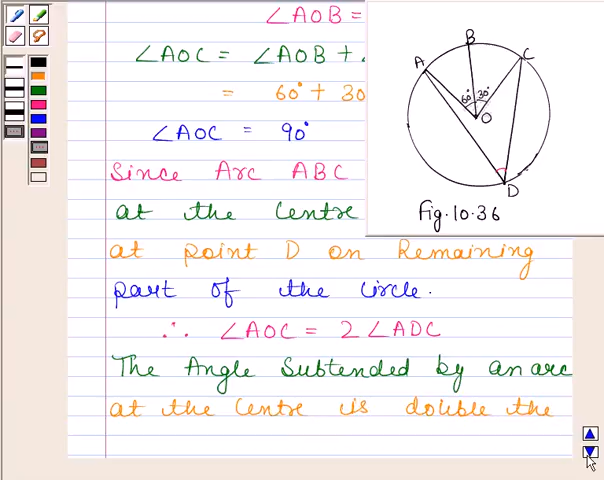 ∠AOB =
∠AOC = ∠AOB +
= 60° + 30
∠AOC = 90°
Since Arc ABC
at the Centre
at point D on Remaining
part of the circle.
∴ ∠AOC = 2 ∠ADC
The Angle Subtended by an arc
at the Centre is double the
B
A
C
60° 30°
O
D
Fig. 10.36